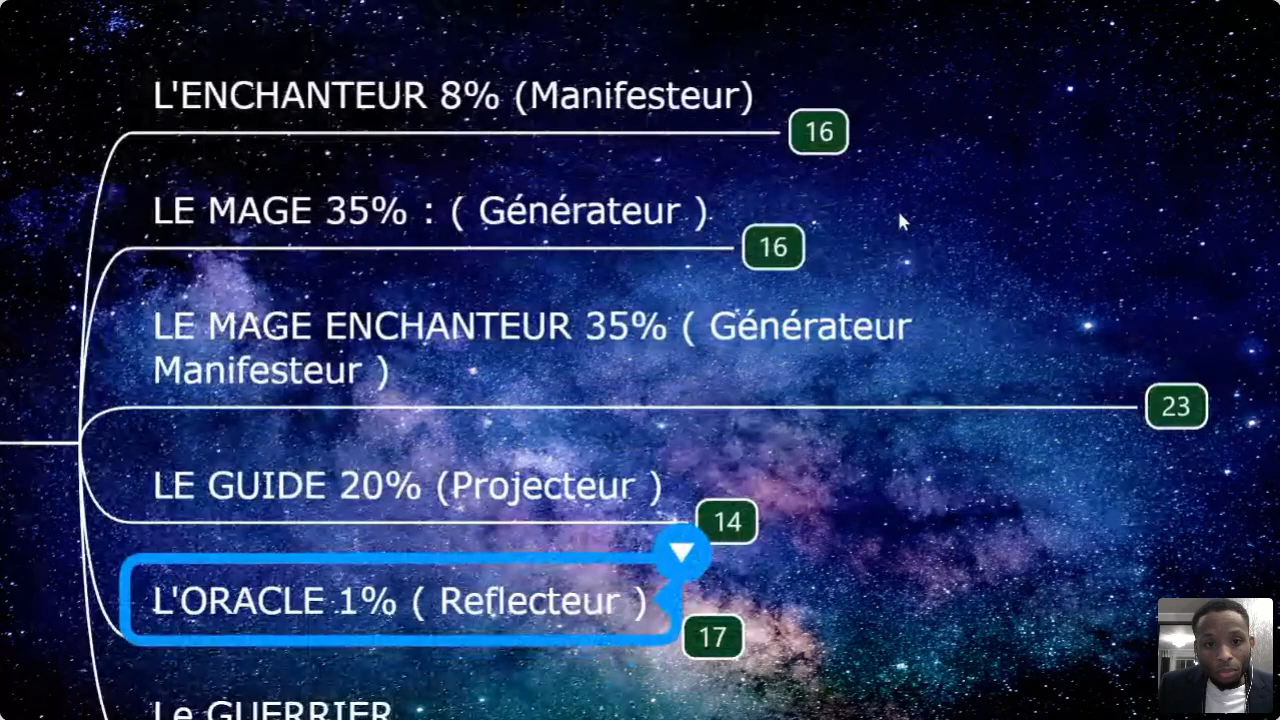 L'ENCHANTEUR 8% (Manifesteur)
16
LE MAGE 35% : ( Générateur )
16
LE MAGE ENCHANTEUR 35% ( Générateur
Manifesteur )
23
LE GUIDE 20% (Projecteur )
14
L'ORACLE 1% ( Reflecteur )
17
Le GUERRIER